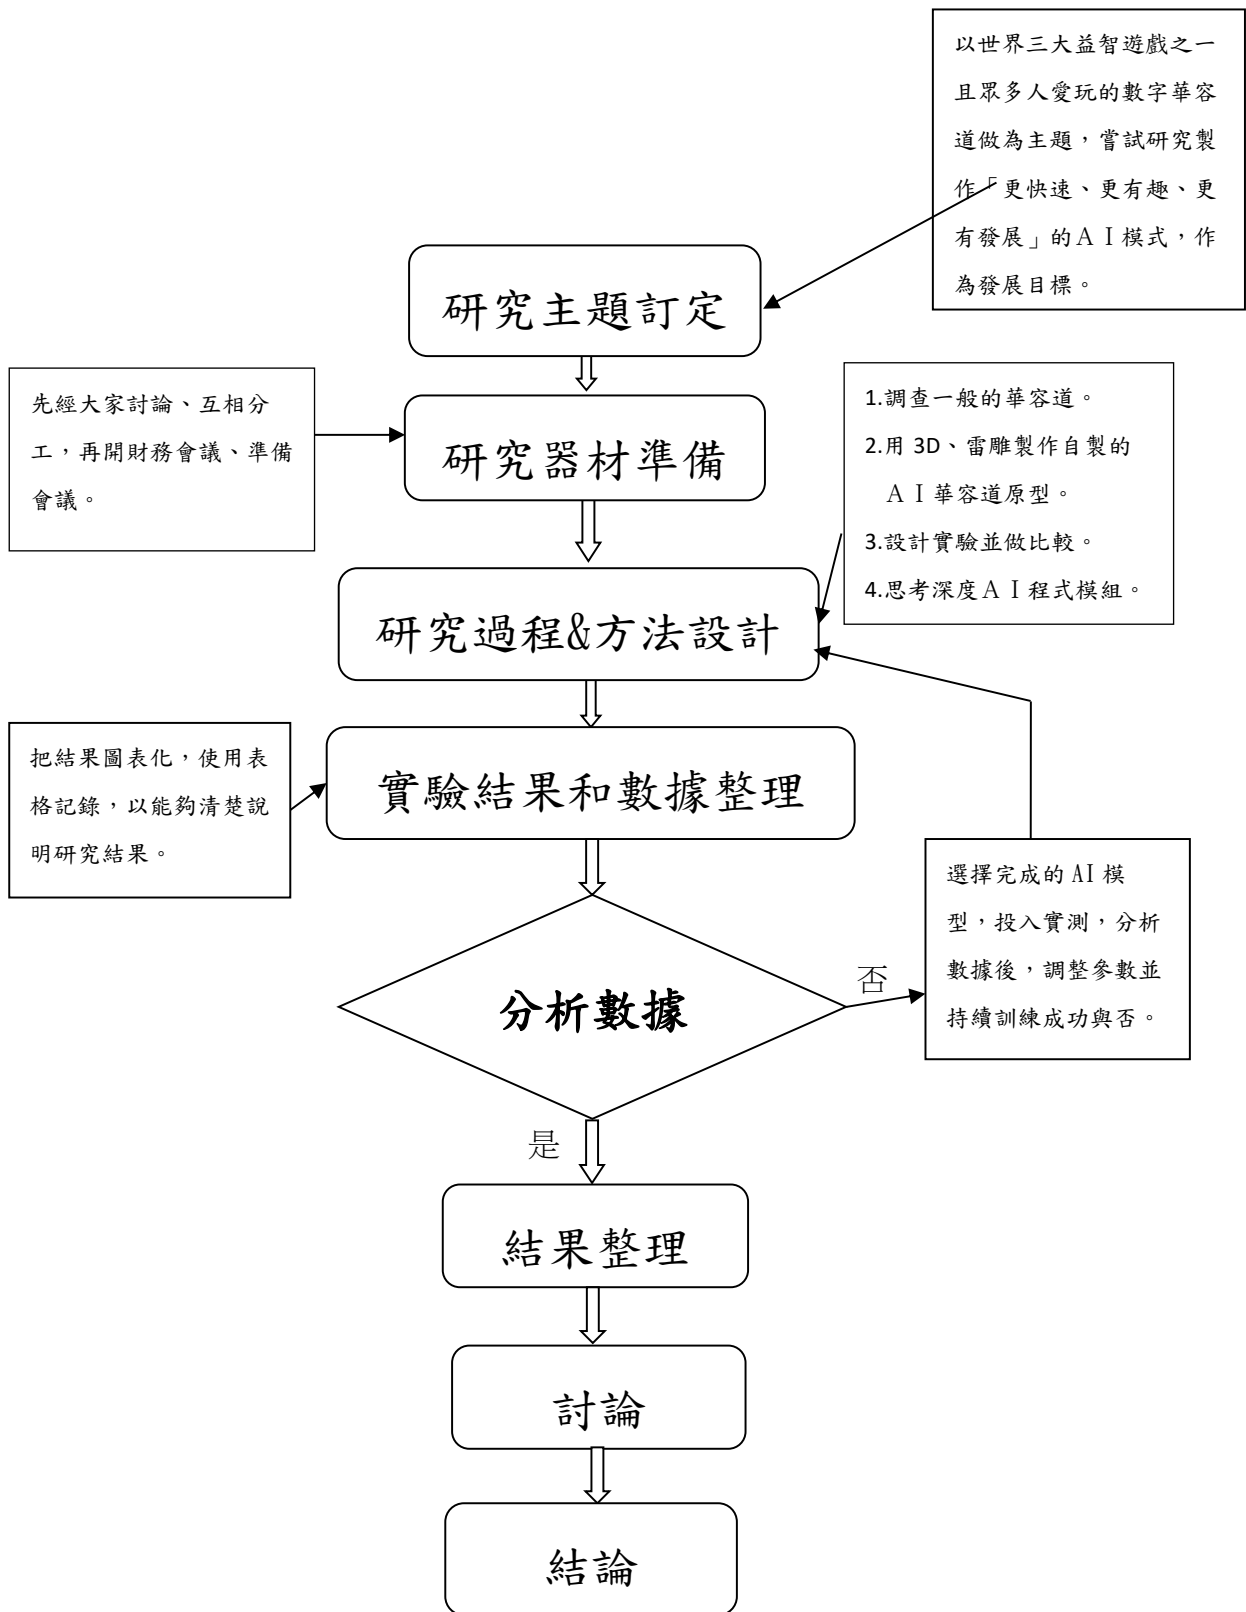 以世界三大益智遊戲之一
且眾多人愛玩的數字華容
道做為主題，嘗試研究製
作「更快速、更有趣、更
有發展」的ＡＩ模式，作
為發展目標。
研究主題訂定
先經大家討論、互相分
工，再開財務會議、準備
會議。
研究器材準備
1.調查一般的華容道。
2.用 3D、雷雕製作自製的
ＡＩ華容道原型。
3.設計實驗並做比較。
4.思考深度ＡＩ程式模組。
研究過程&方法設計
把結果圖表化，使用表
格記錄，以能夠清楚說
明研究結果。
實驗結果和數據整理
選擇完成的 AI 模
型，投入實測，分析
數據後，調整參數並
持續訓練成功與否。
分析數據
否
是
結果整理
討論
結論